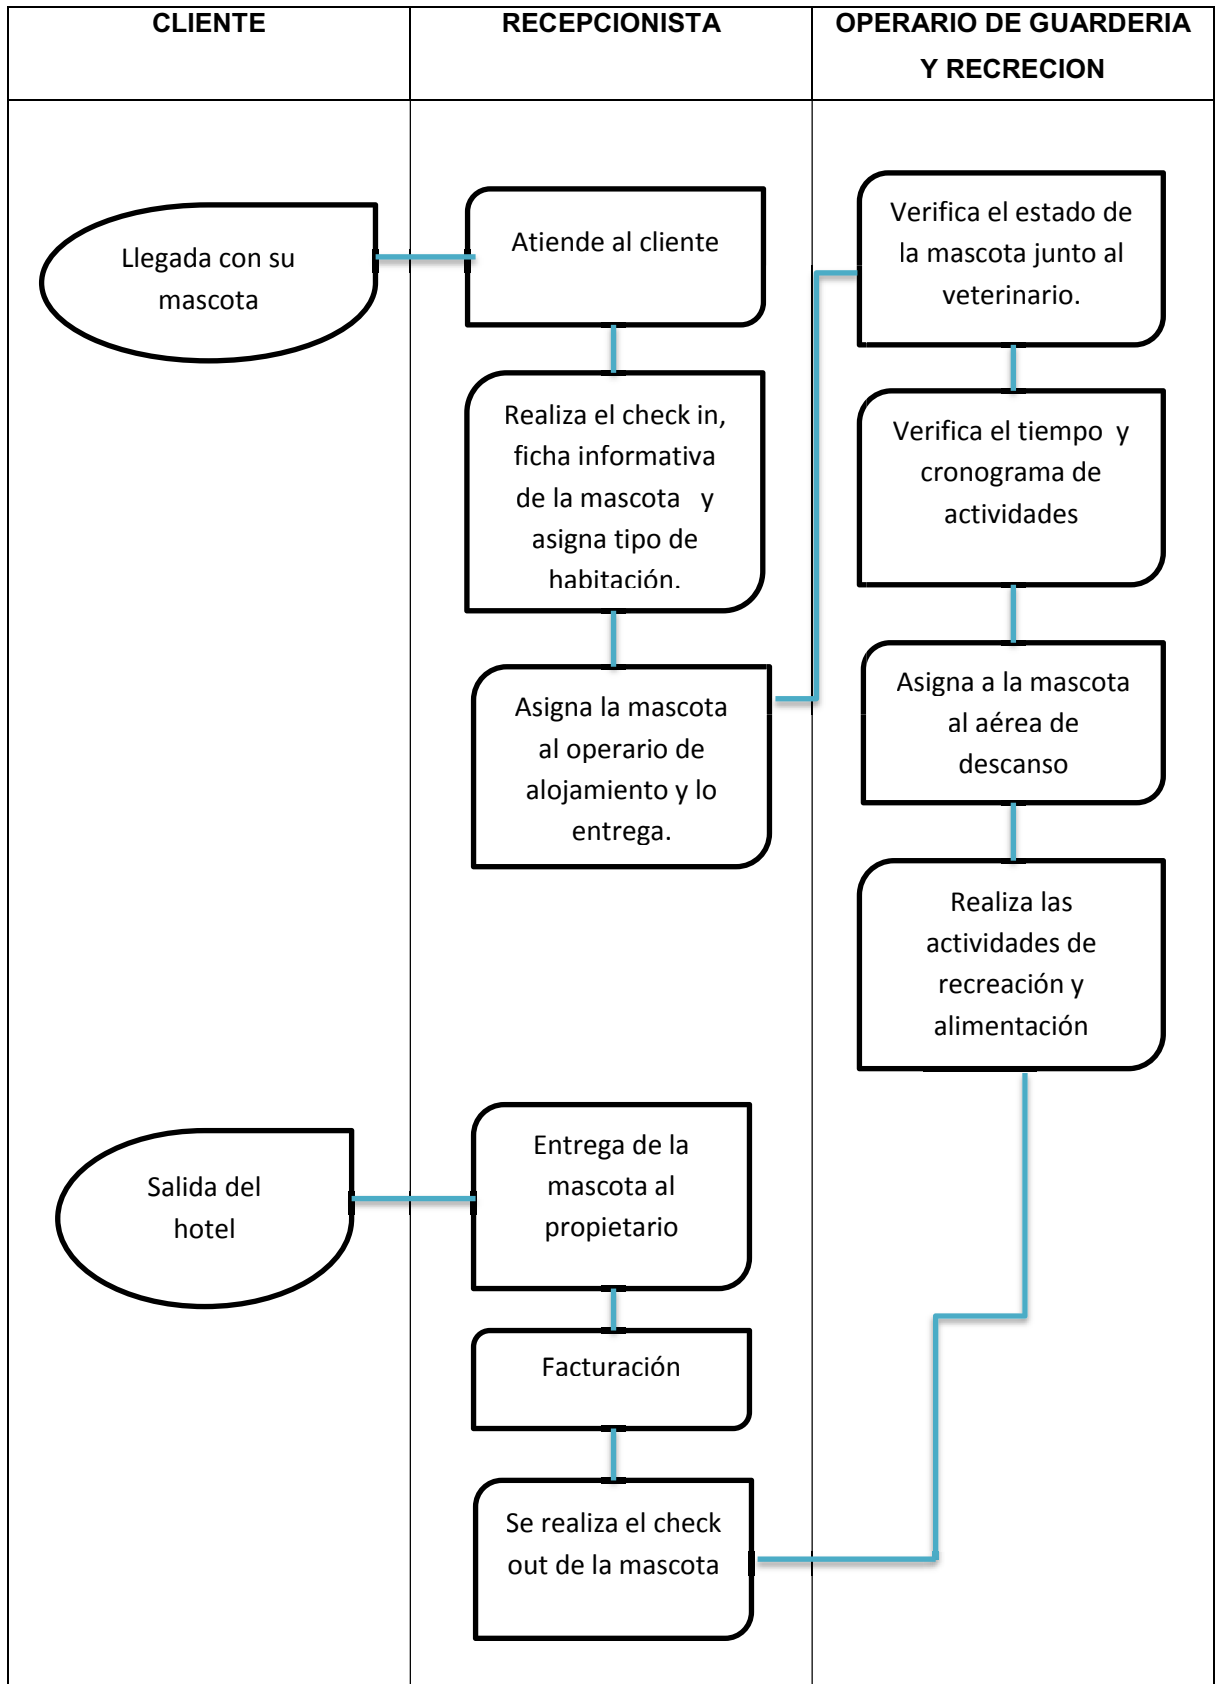 CLIENTE
RECEPCIONISTA
OPERARIO DE GUARDERIA
Y RECRECION
Llegada con su
mascota
Atiende al cliente
Realiza el check in,
ficha informativa
de la mascota y
asigna tipo de
habitación.
Asigna la mascota
al operario de
alojamiento y lo
entrega.
Verifica el estado de
la mascota junto al
veterinario.
Verifica el tiempo y
cronograma de
actividades
Asigna a la mascota
al aérea de
descanso
Realiza las
actividades de
recreación y
alimentación
Salida del
hotel
Entrega de la
mascota al
propietario
Facturación
Se realiza el check
out de la mascota